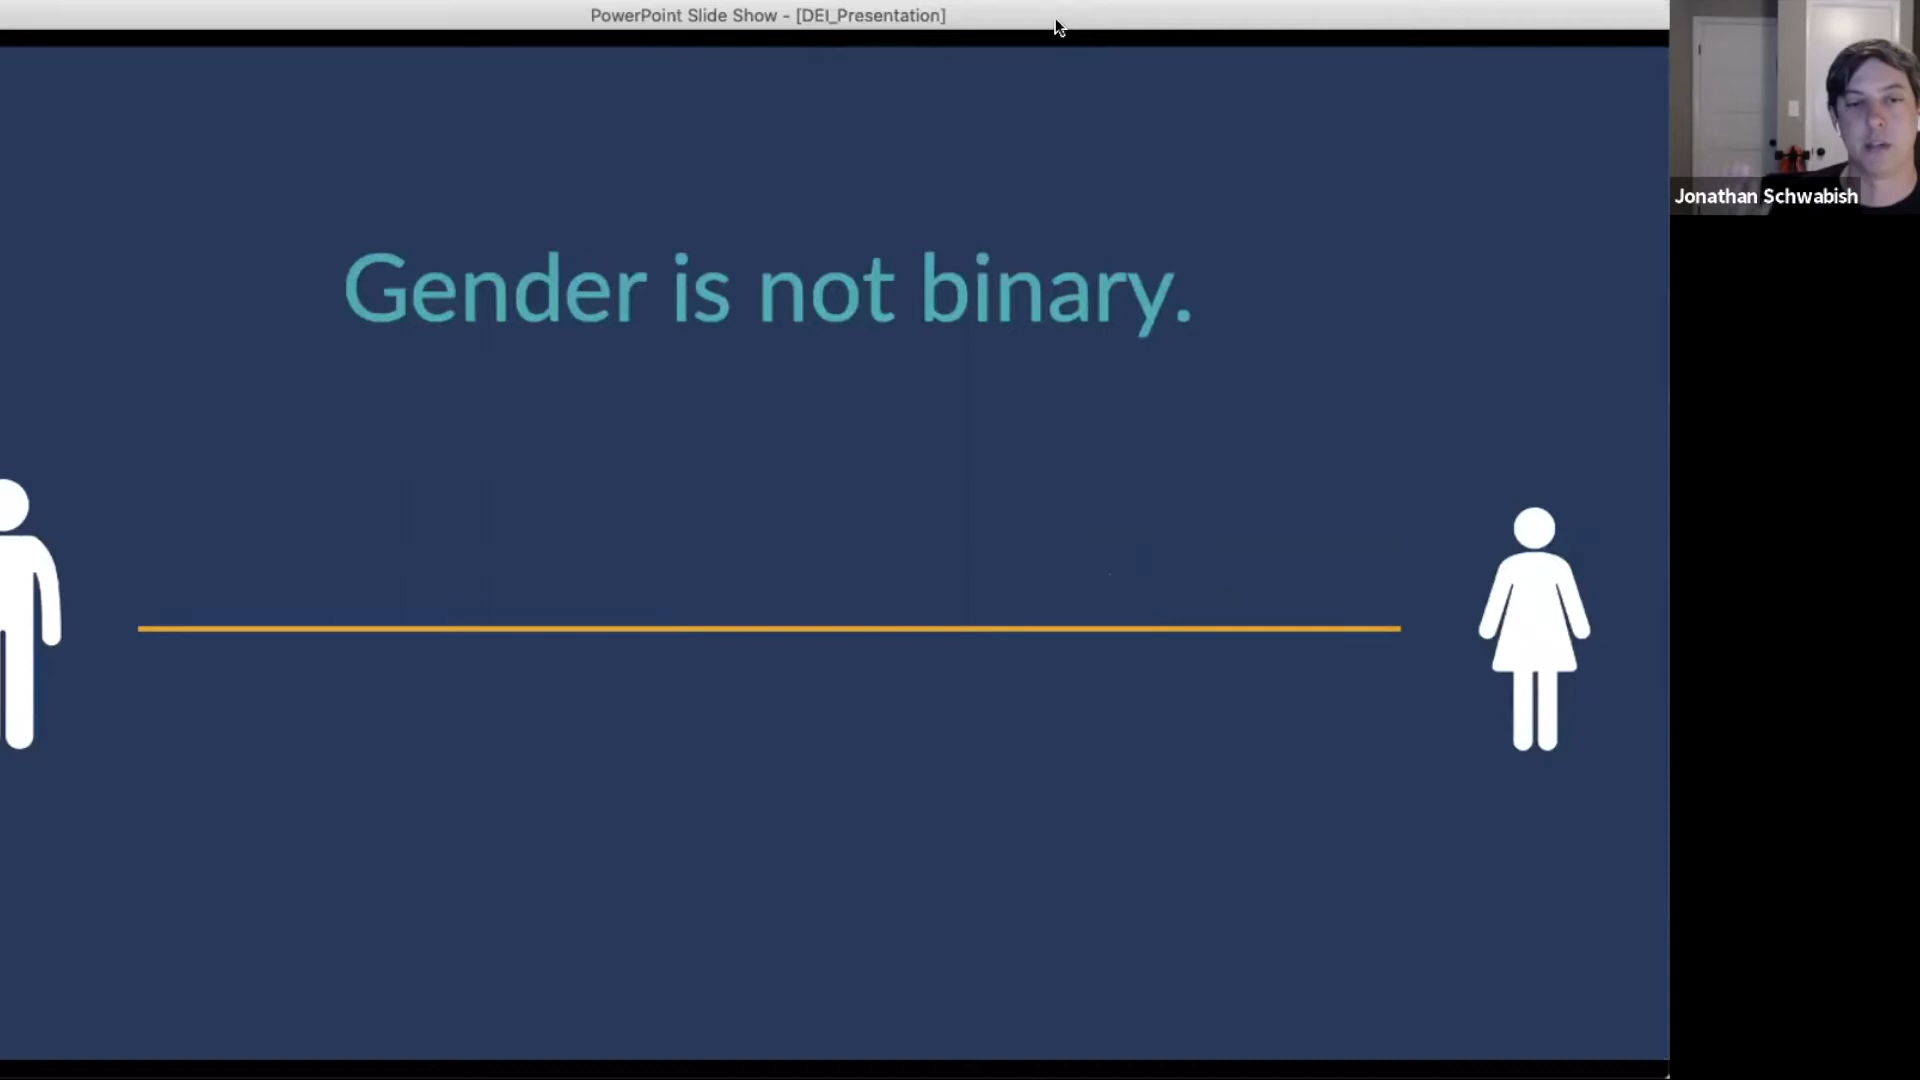 PowerPoint Slide Show - [DEI_Presentation]
Gender is not binary.
Jonathan Schwabish